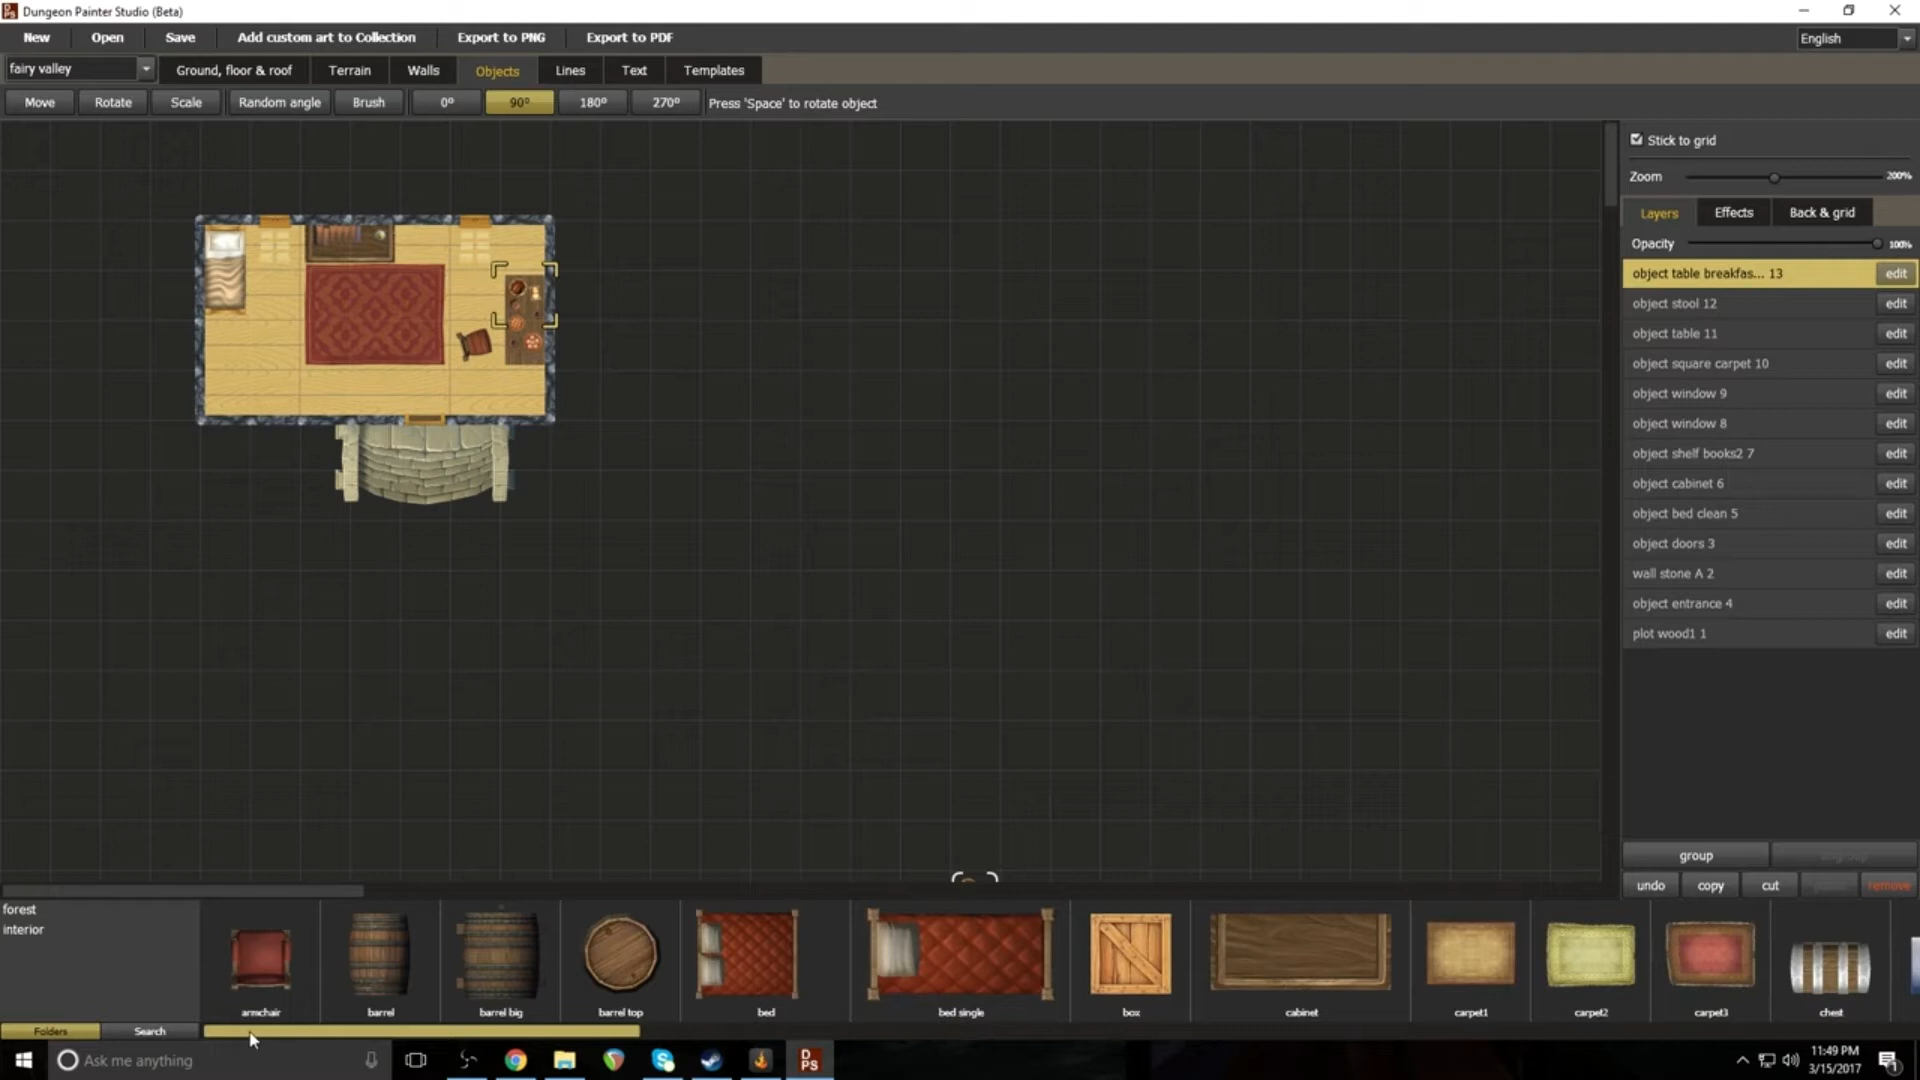 Dungeon Painter Studio (Beta)
New Open Save Add custom art to Collection Export to PNG Export to PDF English
fairy valley Ground, floor & roof Terrain Walls Objects Lines Text Templates
Move Rotate Scale Random angle Brush 0º 90º 180º 270º Press 'Space' to rotate object
Stick to grid
Zoom 200%
Layers Effects Back & grid
Opacity 100%
object table breakfas... 13 edit
object stool 12 edit
object table 11 edit
object square carpet 10 edit
object window 9 edit
object window 8 edit
object shelf books2 7 edit
object cabinet 6 edit
object bed clean 5 edit
object doors 3 edit
wall stone A 2 edit
object entrance 4 edit
plot wood1 1 edit
group
undo copy cut remove
forest
interior
armchair barrel barrel big barrel top bed bed single box cabinet carpet1 carpet2 carpet3 chest
Folders Search
Ask me anything
DPS
11:49 PM
3/15/2017